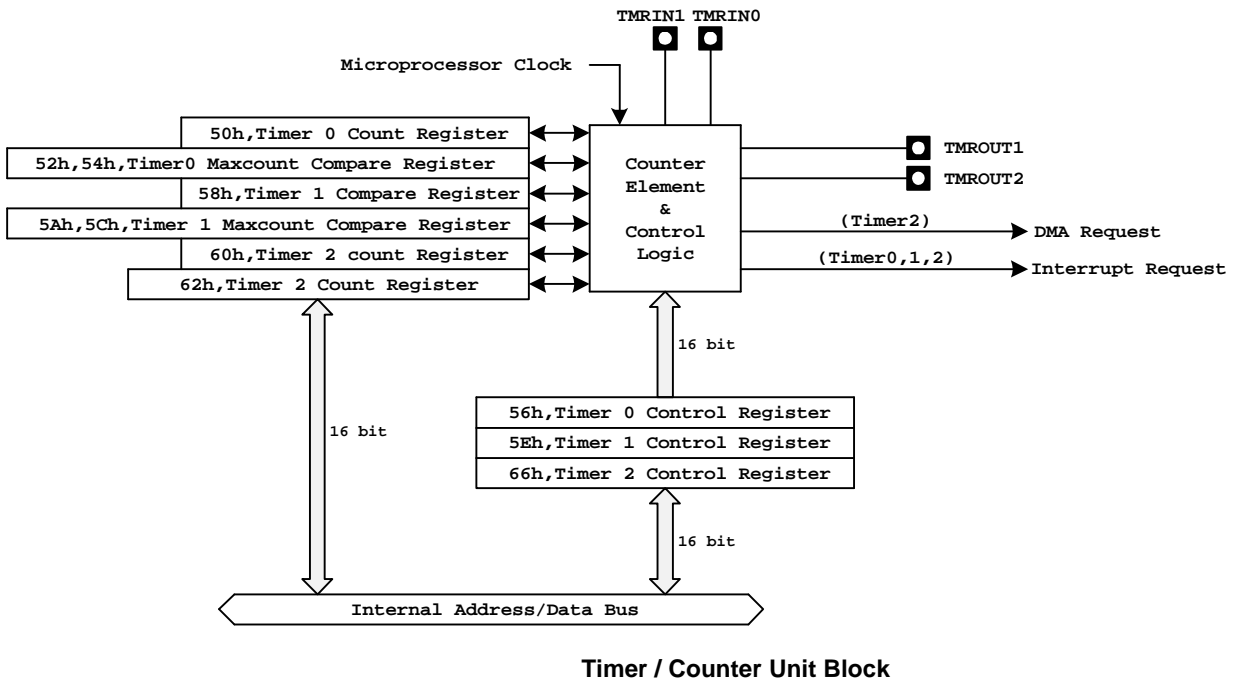 TMRIN1 TMRIN0
Microprocessor Clock
50h,Timer 0 Count Register
52h,54h,Timer0 Maxcount Compare Register
58h,Timer 1 Compare Register
5Ah,5Ch,Timer 1 Maxcount Compare Register
60h,Timer 2 count Register
62h,Timer 2 Count Register
Counter
Element
&
Control
Logic
TMROUT1
TMROUT2
(Timer2)
DMA Request
(Timer0,1,2)
Interrupt Request
16 bit
56h,Timer 0 Control Register
5Eh,Timer 1 Control Register
66h,Timer 2 Control Register
16 bit
16 bit
Internal Address/Data Bus
Timer / Counter Unit Block